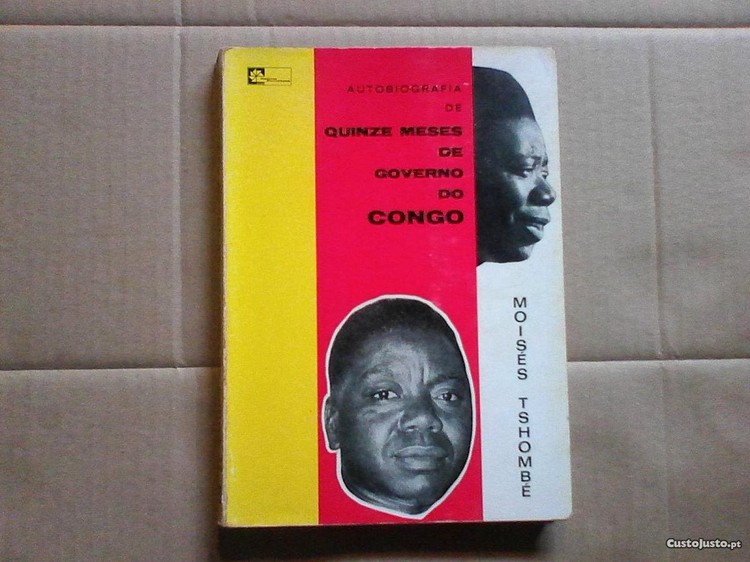 AUTOBIOGRAFIA
DE
QUINZE MESES
DE
GOVERNO
DO
CONGO
MOISÉS TSHOMBÉ
CustoJusto.pt